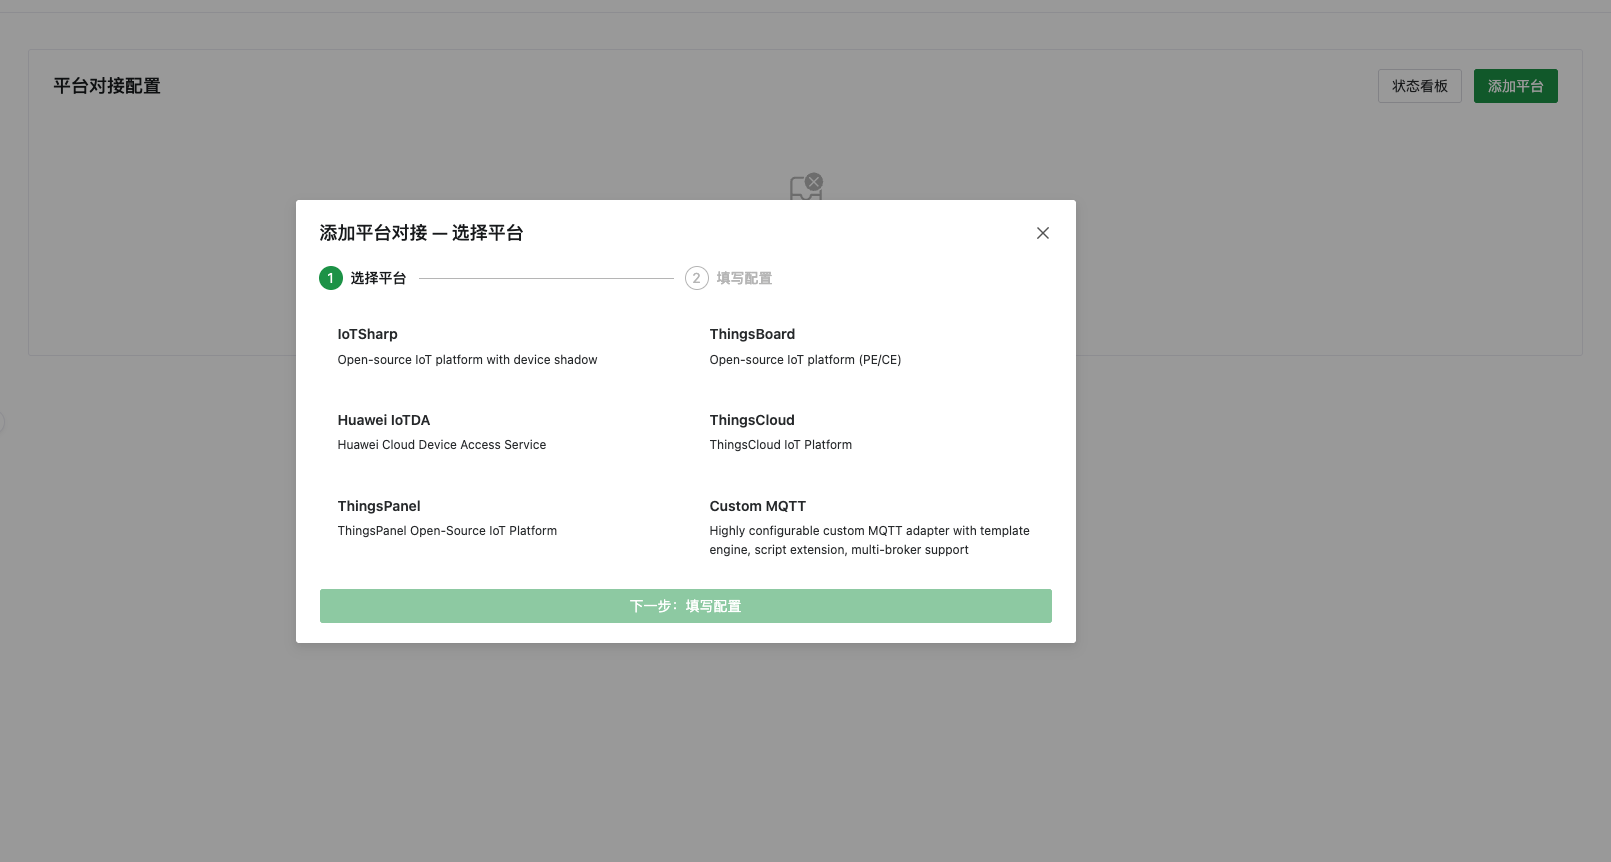 平台对接配置
状态看板
添加平台
添加平台对接 — 选择平台
1 选择平台
2 填写配置
IoTSharp
Open-source IoT platform with device shadow
ThingsBoard
Open-source IoT platform (PE/CE)
Huawei IoTDA
Huawei Cloud Device Access Service
ThingsCloud
ThingsCloud IoT Platform
ThingsPanel
ThingsPanel Open-Source IoT Platform
Custom MQTT
Highly configurable custom MQTT adapter with template
engine, script extension, multi-broker support
下一步：填写配置